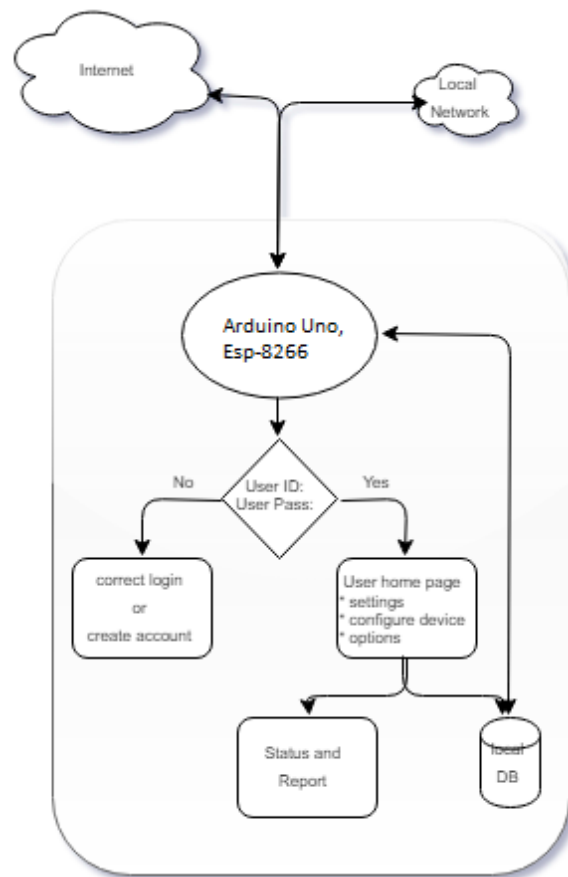 Internet
Local
Network
Arduino Uno,
Esp-8266
No
User ID:
User Pass:
Yes
correct login
or
create account
User home page
* settings
* configure device
* options
Status and
Report
local
DB